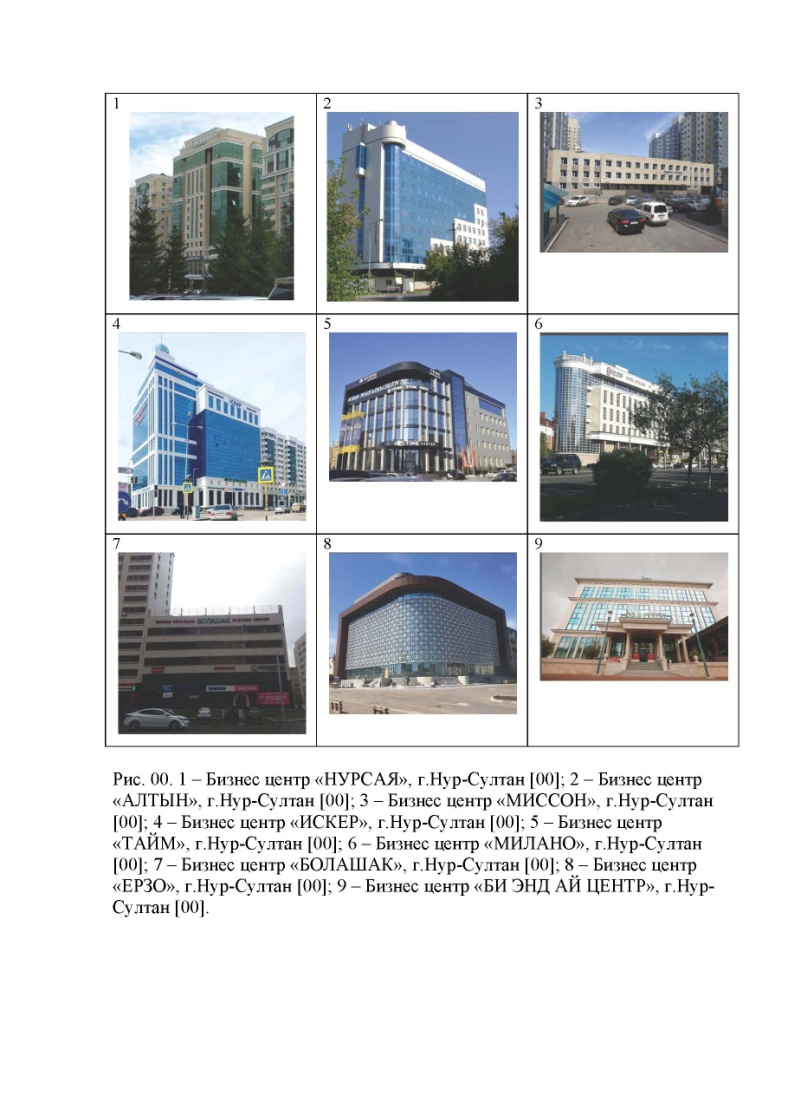 1
2
3
4
5
6
7
БОЛАШАК
8
9
Рис. 00. 1 – Бизнес центр «НУРСАЯ», г.Нур-Султан [00]; 2 – Бизнес центр
«АЛТЫН», г.Нур-Султан [00]; 3 – Бизнес центр «МИССОН», г.Нур-Султан
[00]; 4 – Бизнес центр «ИСКЕР», г.Нур-Султан [00]; 5 – Бизнес центр
«ТАЙМ», г.Нур-Султан [00]; 6 – Бизнес центр «МИЛАНО», г.Нур-Султан
[00]; 7 – Бизнес центр «БОЛАШАК», г.Нур-Султан [00]; 8 – Бизнес центр
«ЕРЗО», г.Нур-Султан [00]; 9 – Бизнес центр «БИ ЭНД АЙ ЦЕНТР», г.Нур-
Султан [00].